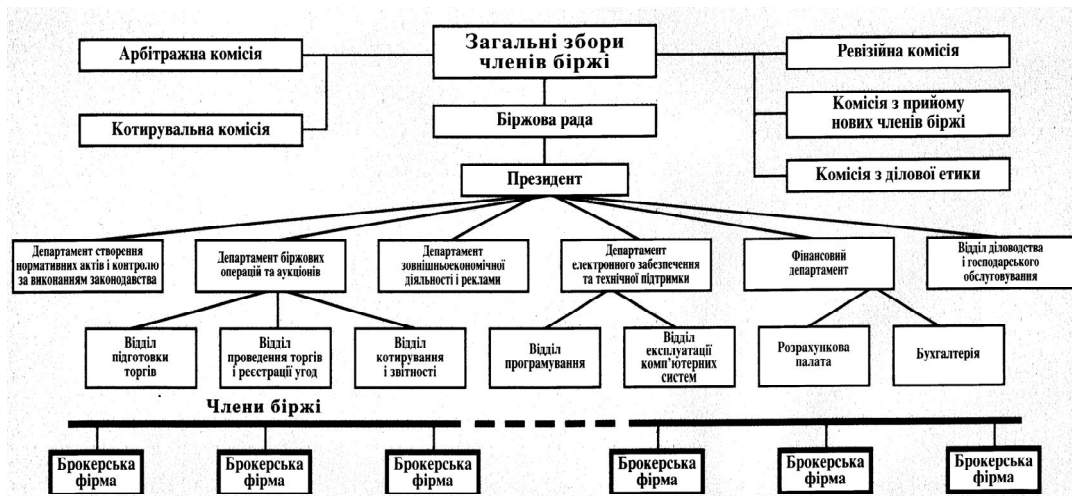 Загальні збори
членів біржі
Арбітражна комісія
Ревізійна комісія
Котирувальна комісія
Біржова рада
Комісія з прийому
нових членів біржі
Президент
Комісія з ділової етики
Департамент створення
нормативних актів і контролю
за виконанням законодавства
Департамент біржових
операцій та аукціонів
Департамент
зовнішньоекономічної
діяльності і реклами
Департамент
електронного забезпечення
та технічної підтримки
Фінансовий
департамент
Відділ діловодства
і господарського
обслуговування
Відділ
підготовки
торгів
Відділ
проведення торгів
і реєстрації угод
Відділ
котирування
і звітності
Відділ
програмування
Відділ
експлуатації
комп'ютерних
систем
Розрахункова
палата
Бухгалтерія
Члени біржі
Брокерська
фірма
Брокерська
фірма
Брокерська
фірма
Брокерська
фірма
Брокерська
фірма
Брокерська
фірма